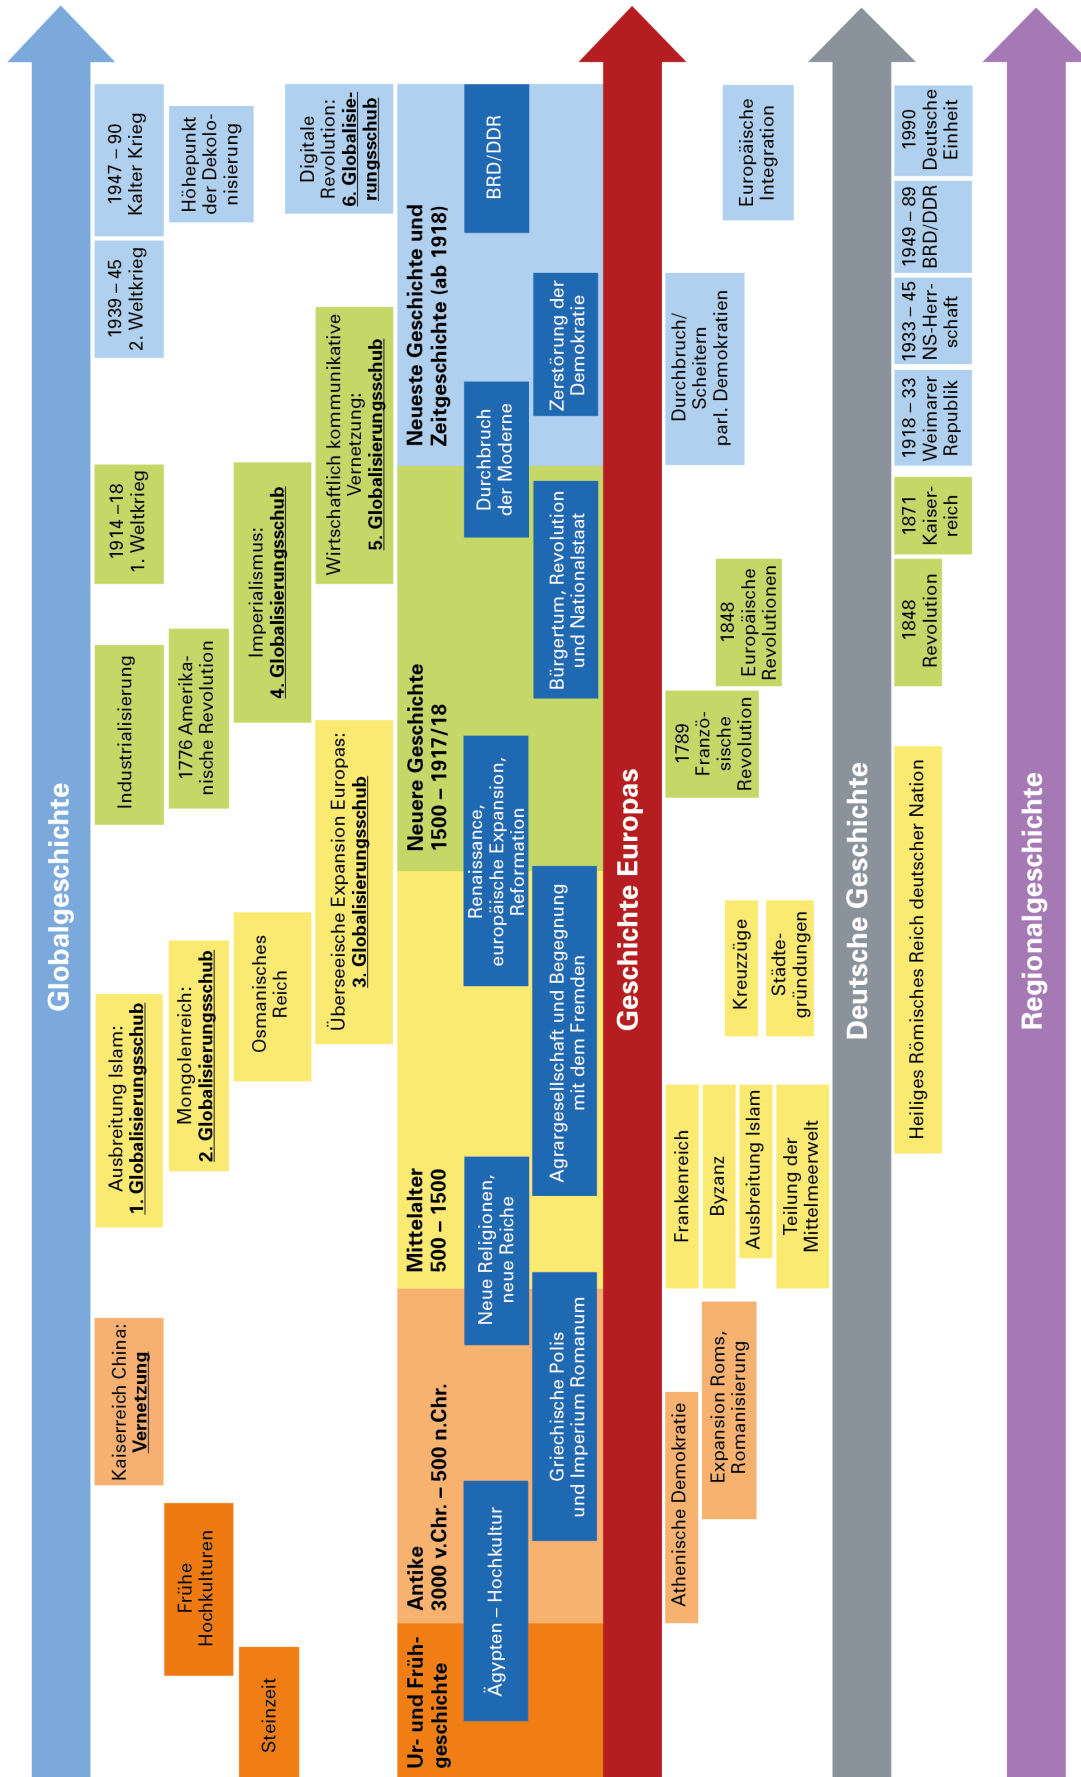 Globalgeschichte
Steinzeit
Frühe
Hochkulturen
Kaiserreich China:
Vernetzung
Ausbreitung Islam:
1. Globalisierungsschub
Mongolenreich:
2. Globalisierungsschub
Osmanisches
Reich
Überseeische Expansion Europas:
3. Globalisierungsschub
Industrialisierung
1776 Amerika-
nische Revolution
Imperialismus:
4. Globalisierungsschub
1914 –18
1. Weltkrieg
Wirtschaftlich kommunikative
Vernetzung:
5. Globalisierungsschub
1939 – 45
2. Weltkrieg
1947 – 90
Kalter Krieg
Höhepunkt
der Dekolo-
nisierung
Digitale
Revolution:
6. Globalisie-
rungsschub
Ur- und Früh-
geschichte
Antike
3000 v.Chr. – 500 n.Chr.
Mittelalter
500 – 1500
Neuere Geschichte
1500 – 1917/18
Neueste Geschichte und
Zeitgeschichte (ab 1918)
Ägypten – Hochkultur
Griechische Polis
und Imperium Romanum
Neue Religionen,
neue Reiche
Agrargesellschaft und Begegnung
mit dem Fremden
Renaissance,
europäische Expansion,
Reformation
Bürgertum, Revolution
und Nationalstaat
Durchbruch
der Moderne
Zerstörung der
Demokratie
BRD/DDR
Geschichte Europas
Athenische Demokratie
Expansion Roms,
Romanisierung
Frankenreich
Byzanz
Ausbreitung Islam
Teilung der
Mittelmeerwelt
Kreuzzüge
Städte-
gründungen
1789
Franzö-
sische
Revolution
1848
Europäische
Revolutionen
Durchbruch/
Scheitern
parl. Demokratien
Europäische
Integration
Deutsche Geschichte
Heiliges Römisches Reich deutscher Nation
1848
Revolution
1871
Kaiser-
reich
1918 – 33
Weimarer
Republik
1933 – 45
NS-Herr-
schaft
1949 – 89
BRD/DDR
1990
Deutsche
Einheit
Regionalgeschichte